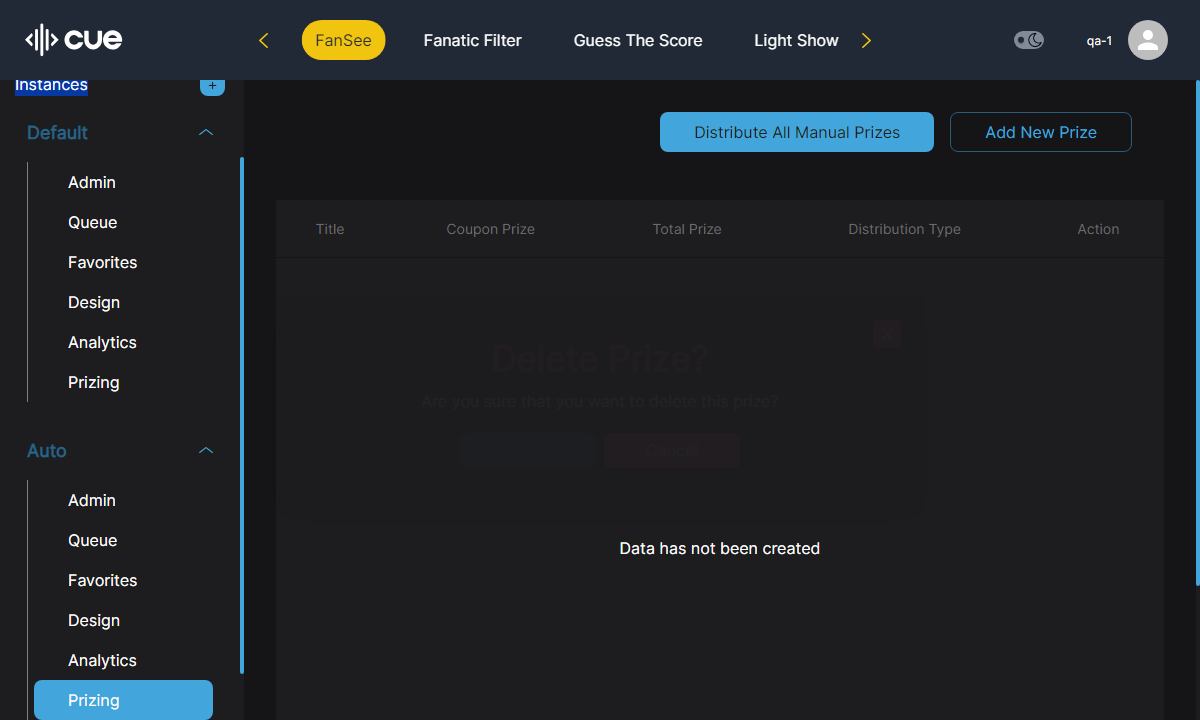 cue
FanSee
Fanatic Filter
Guess The Score
Light Show
qa-1
Instances
+
Default
Admin
Queue
Favorites
Design
Analytics
Prizing
Auto
Admin
Queue
Favorites
Design
Analytics
Prizing
Distribute All Manual Prizes
Add New Prize
Title Coupon Prize Total Prize Distribution Type Action
Delete Prize?
Are you sure that you want to delete this prize?
Cancel
Data has not been created